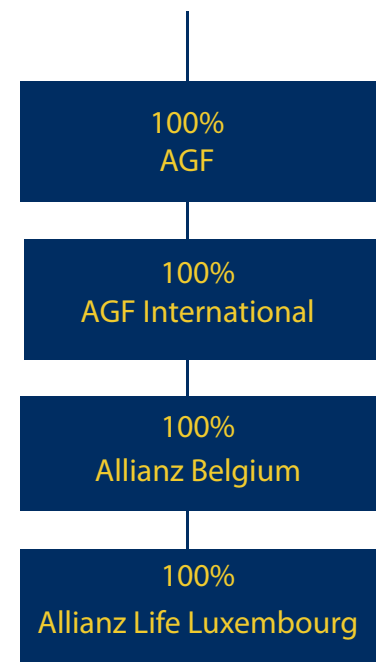 100%
AGF
100%
AGF International
100%
Allianz Belgium
100%
Allianz Life Luxembourg